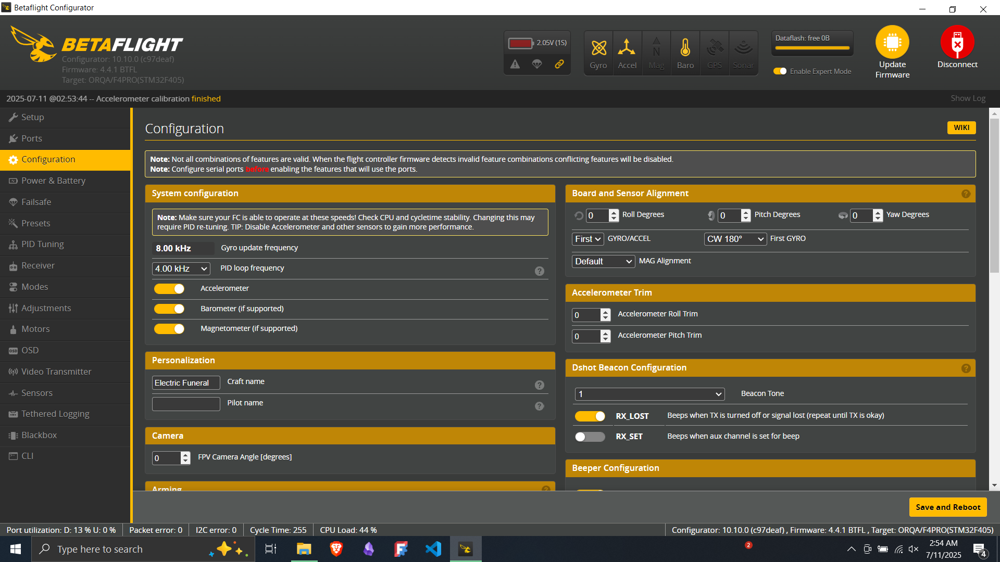 Betaflight Configurator
BETAFLIGHT
Configurator: 10.10.0 (c97deaf)
Firmware: 4.4.1 BTFL
Target: ORQA/F4PRO(STM32F405)
2.05V (1S)
Gyro
Accel
N
Mag
Baro
GPS
Sonar
Dataflash: free 0B
Enable Expert Mode
Update
Firmware
Disconnect
2025-07-11 @02:53:44 -- Accelerometer calibration finished
Show Log
Setup
Ports
Configuration
Power & Battery
Failsafe
Presets
PID Tuning
Receiver
Modes
Adjustments
Motors
OSD
OSD
Video Transmitter
Sensors
Tethered Logging
Blackbox
CLI
Configuration
WIKI
Note: Not all combinations of features are valid. When the flight controller firmware detects invalid feature combinations conflicting features will be disabled.
Note: Configure serial ports before enabling the features that will use the ports.
System configuration
Note: Make sure your FC is able to operate at these speeds! Check CPU and cycletime stability. Changing this may
require PID re-tuning. TIP: Disable Accelerometer and other sensors to gain more performance.
8.00 kHz Gyro update frequency
4.00 kHz PID loop frequency ?
Accelerometer
Barometer (if supported)
Magnetometer (if supported)
Personalization
Electric Funeral Craft name ?
Pilot name ?
Camera
0 FPV Camera Angle [degrees]
Arming ?
Board and Sensor Alignment ?
0 Roll Degrees 0 Pitch Degrees 0 Yaw Degrees
First GYRO/ACCEL CW 180° First GYRO
Default MAG Alignment
Accelerometer Trim
0 Accelerometer Roll Trim
0 Accelerometer Pitch Trim
Dshot Beacon Configuration ?
1 Beacon Tone
RX_LOST Beeps when TX is turned off or signal lost (repeat until TX is okay)
RX_SET Beeps when aux channel is set for beep
Beeper Configuration
Save and Reboot
Port utilization: D: 13 % U: 0 % Packet error: 0 I2C error: 0 Cycle Time: 255 CPU Load: 44 %
Configurator: 10.10.0 (c97deaf) , Firmware: 4.4.1 BTFL , Target: ORQA/F4PRO(STM32F405)
Type here to search
2
2:54 AM
7/11/2025
4